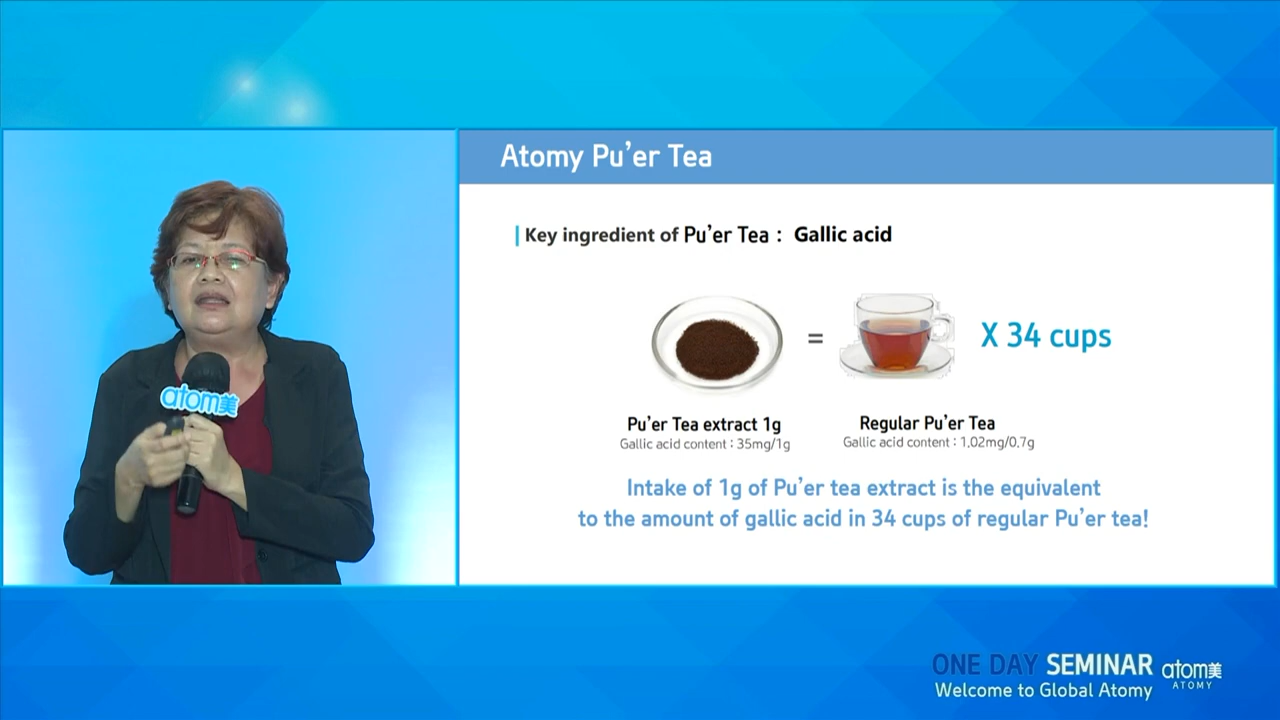 Atomy Pu'er Tea
Key ingredient of Pu'er Tea : Gallic acid
=
X 34 cups
Pu'er Tea extract 1g
Gallic acid content : 35mg/1g
Regular Pu'er Tea
Gallic acid content : 1.02mg/0.7g
Intake of 1g of Pu'er tea extract is the equivalent
to the amount of gallic acid in 34 cups of regular Pu'er tea!
atom美
ONE DAY SEMINAR
Welcome to Global Atomy
atom美
ATOMY